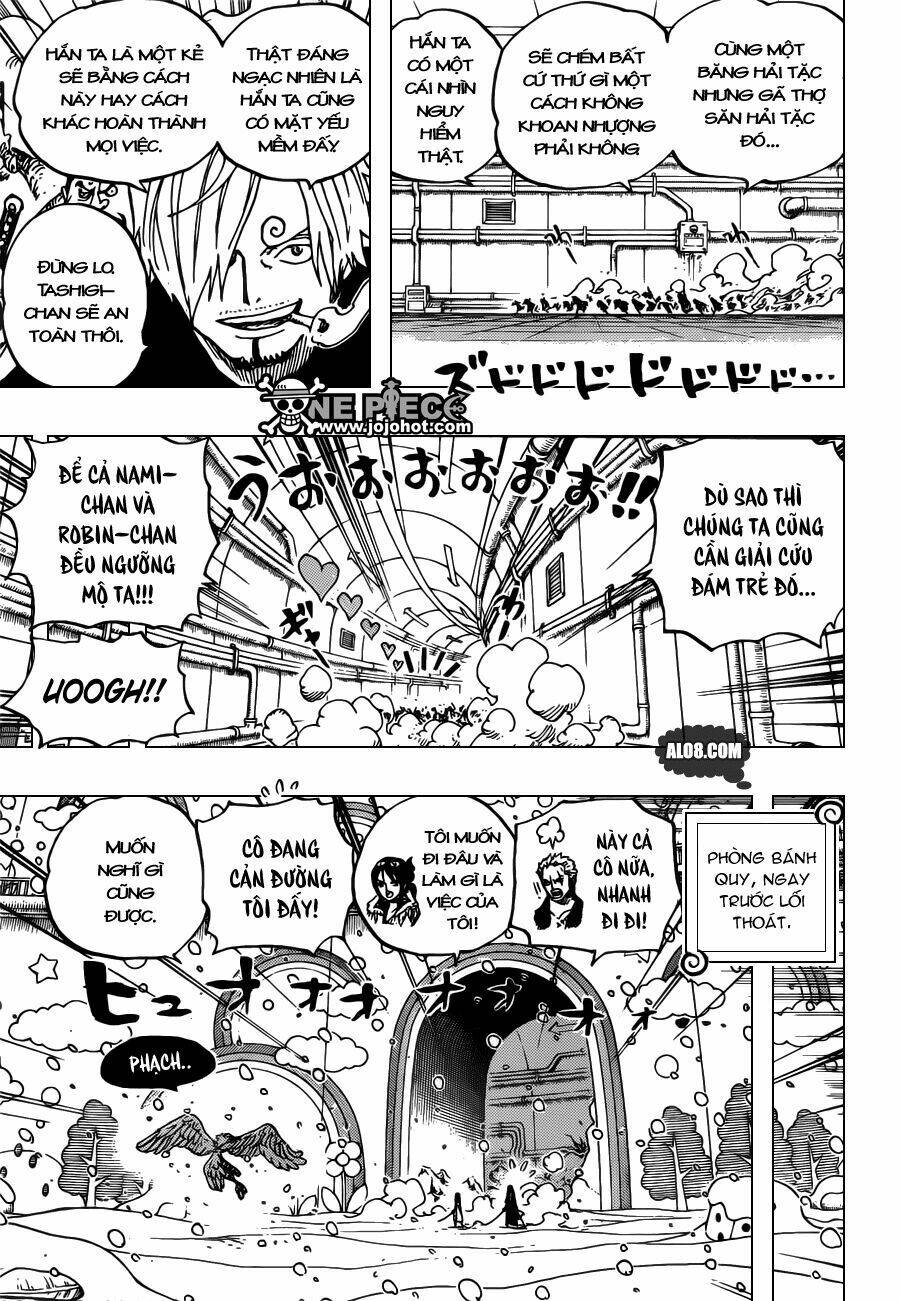 CÙNG MỘT
BĂNG HẢI TẶC
NHƯNG GÃ THỢ
SĂN HẢI TẶC
ĐÓ...
SẼ CHÉM BẤT
CỨ THỨ GÌ MỘT
CÁCH KHÔNG
KHOAN NHƯỢNG
PHẢI KHÔNG.
HẮN TA
CÓ MỘT
CÁI NHÌN
NGUY
HIỂM
THẬT.
ズドドドドドドド…
THẬT ĐÁNG
NGẠC NHIÊN LÀ
HẮN TA CŨNG
CÓ MẶT YẾU
MỀM ĐẤY
HẮN TA LÀ MỘT KẺ
SẼ BẰNG CÁCH
NÀY HAY CÁCH
KHÁC HOÀN THÀNH
MỌI VIỆC.
ĐỪNG LO,
TASHIGI-
CHAN SẼ AN
TOÀN THÔI.
ONE PIECE
www.jojohot.com
DÙ SAO THÌ
CHÚNG TA CŨNG
CẦN GIẢI CỨU
ĐÁM TRẺ ĐÓ...
うおおおおおお!!
ĐỂ CẢ NAMI-
CHAN VÀ
ROBIN-CHAN
ĐỀU NGƯỠNG
MỘ TA!!!
UOOGH!!
ALO8.COM
PHÒNG BÁNH
QUY, NGAY
TRƯỚC LỐI
THOÁT.
NÀY CẢ
CÔ NỮA,
NHANH
ĐI ĐI!
TÔI MUỐN
ĐI ĐÂU VÀ
LÀM GÌ LÀ
VIỆC CỦA
TÔI!
CÔ ĐANG
CẢN ĐƯỜNG
TÔI ĐẤY!
MUỐN
NGHĨ GÌ
CŨNG
ĐƯỢC.
ヒュオオオオオ
PHẠCH..